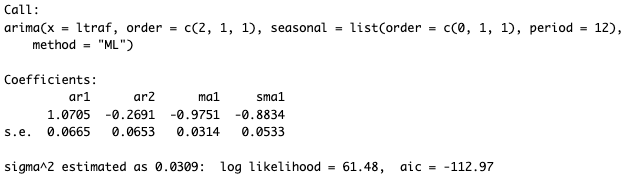 Call:
arima(x = ltraf, order = c(2, 1, 1), seasonal = list(order = c(0, 1, 1), period = 12),
    method = "ML")

Coefficients:
         ar1      ar2      ma1     sma1
      1.0705  -0.2691  -0.9751  -0.8834
s.e.  0.0665   0.0653   0.0314   0.0533

sigma^2 estimated as 0.0309:  log likelihood = 61.48,  aic = -112.97